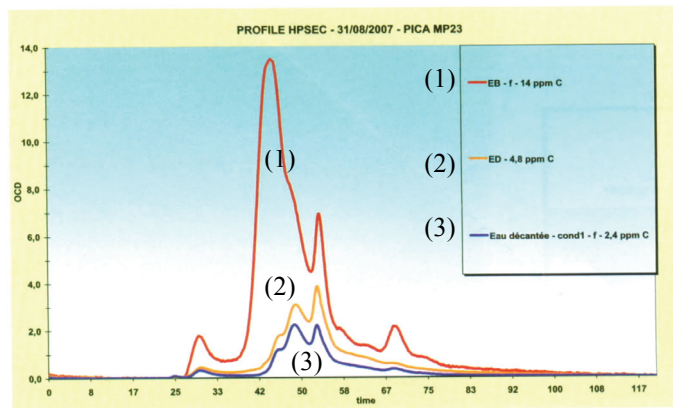 PROFILE HPSEC - 31/08/2007 - PICA MP23
14,0
12,0
10,0
8,0
6,0
4,0
2,0
0,0
OCD
0 8 17 25 33 42 50 58 67 75 83 92 100 108 117
time
(1) EB - f - 14 ppm C
(2) ED - 4,8 ppm C
(3) Eau décantée - cond1 - f - 2,4 ppm C
(1)
(2)
(3)